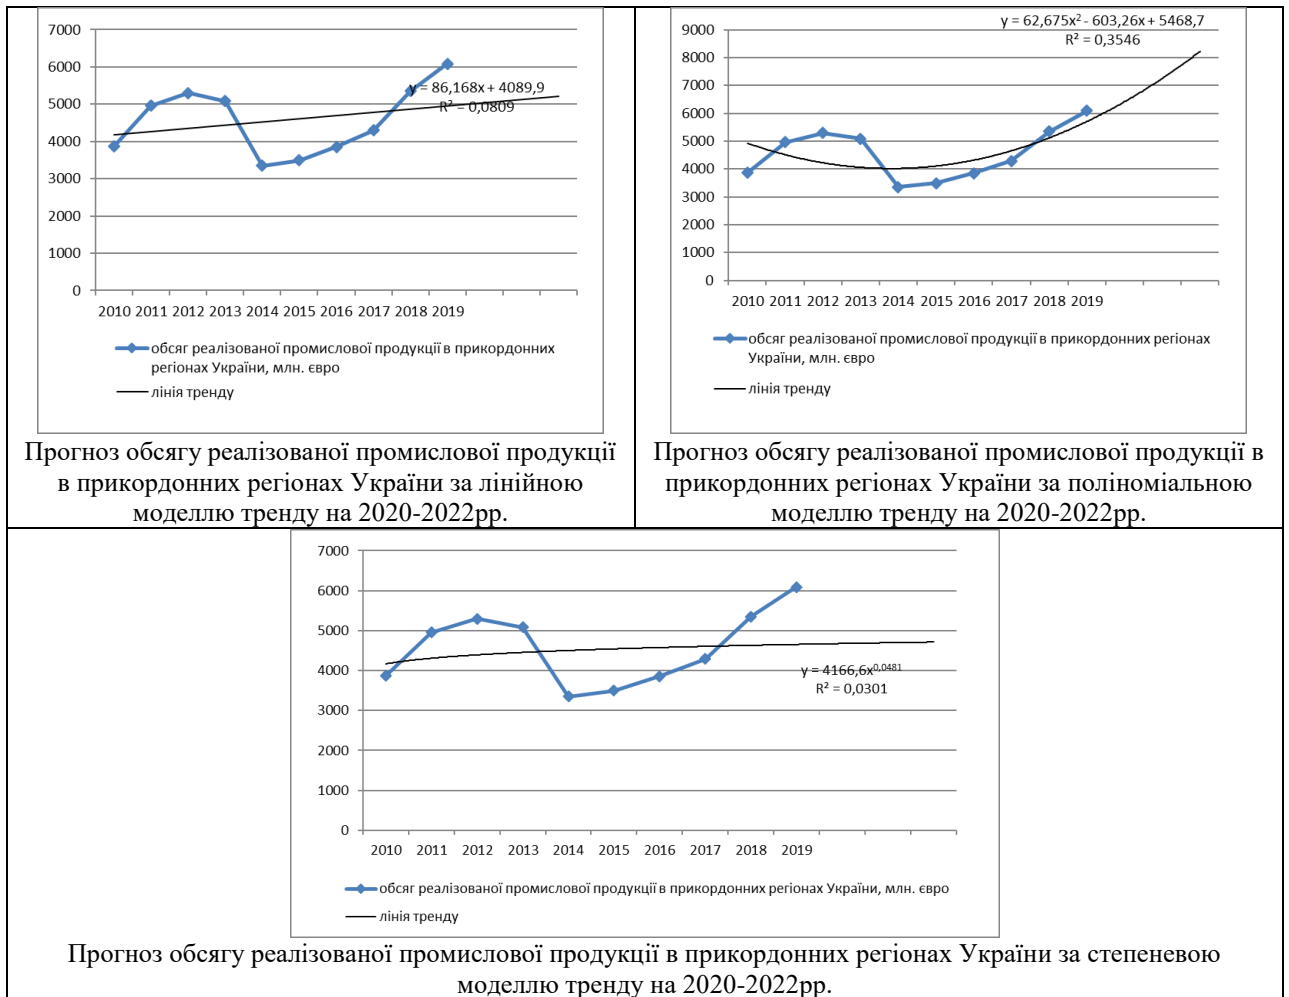 7000
6000
5000
4000
3000
2000
1000
0
y = 86,168x + 4089,9
R² = 0,0809
2010 2011 2012 2013 2014 2015 2016 2017 2018 2019
обсяг реалізованої промислової продукції в прикордонних
регіонах України, млн. євро
лінія тренду
Прогноз обсягу реалізованої промислової продукції
в прикордонних регіонах України за лінійною
моделлю тренду на 2020-2022рр.
y = 62,675x² - 603,26x + 5468,7
R² = 0,3546
9000
8000
7000
6000
5000
4000
3000
2000
1000
0
2010 2011 2012 2013 2014 2015 2016 2017 2018 2019
обсяг реалізованої промислової продукції в прикордонних регіонах
України, млн. євро
лінія тренду
Прогноз обсягу реалізованої промислової продукції в
прикордонних регіонах України за поліноміальною
моделлю тренду на 2020-2022рр.
7000
6000
5000
4000
3000
2000
1000
0
y = 4166,6x^0,0481
R² = 0,0301
2010 2011 2012 2013 2014 2015 2016 2017 2018 2019
обсяг реалізованої промислової продукції в прикордонних регіонах України, млн. євро
лінія тренду
Прогноз обсягу реалізованої промислової продукції в прикордонних регіонах України за степеневою
моделлю тренду на 2020-2022рр.